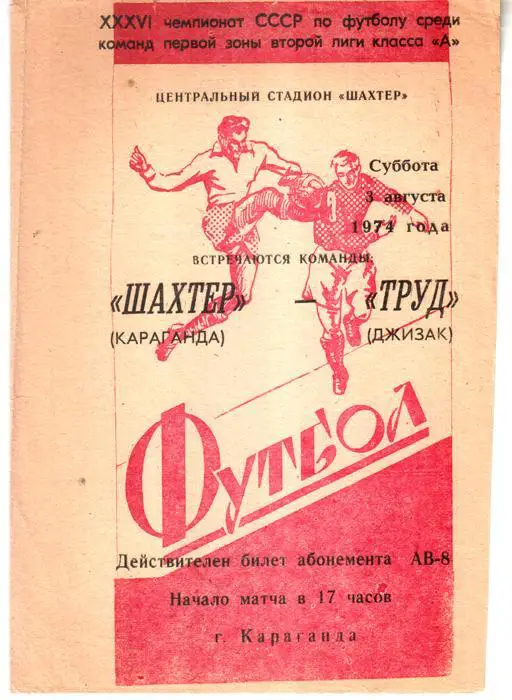 XXXVI чемпионат СССР по футболу среди
команд первой зоны второй лиги класса «А»
ЦЕНТРАЛЬНЫЙ СТАДИОН «ШАХТЕР»
Суббота
3 августа
1974 года
ВСТРЕЧАЮТСЯ КОМАНДЫ:
«ШАХТЕР» — «ТРУД»
(КАРАГАНДА) (ДЖИЗАК)
ФУТБОЛ
Действителен билет абонемента АВ-8
Начало матча в 17 часов
г. Караганда